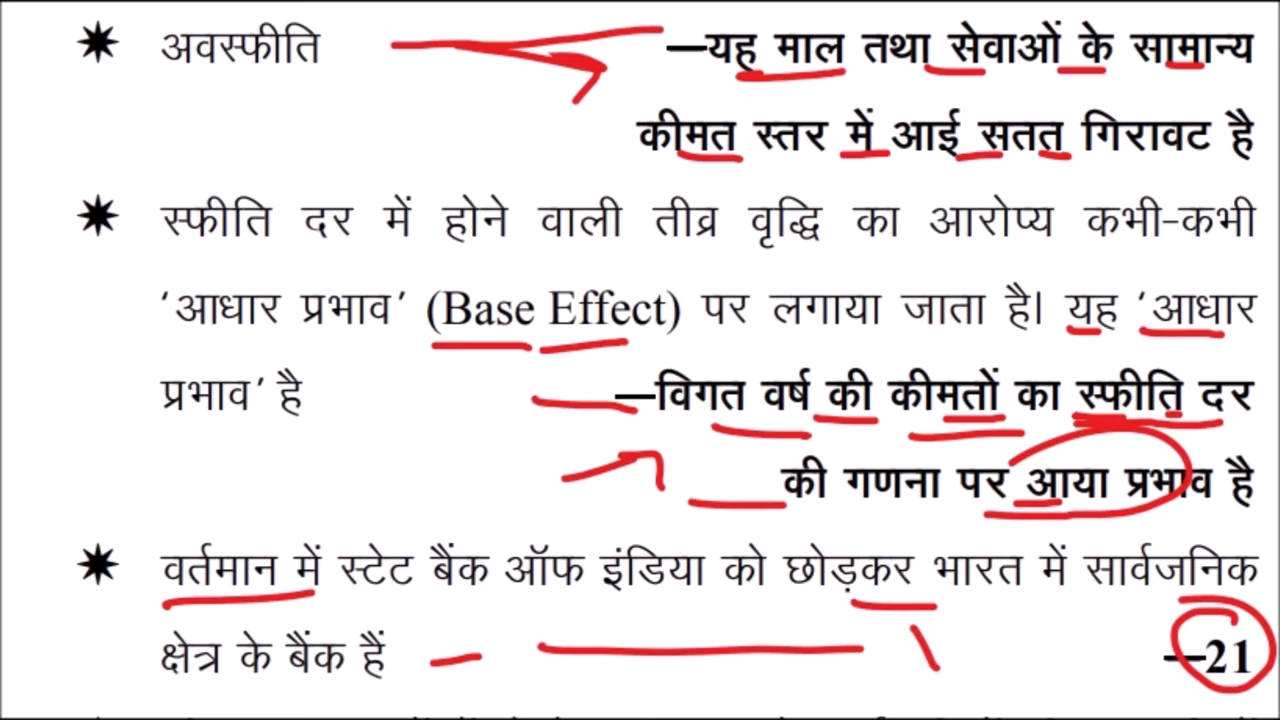 ✷ अवस्फीति —यह माल तथा सेवाओं के सामान्य
कीमत स्तर में आई सतत गिरावट है
✷ स्फीति दर में होने वाली तीव्र वृद्धि का आरोप्य कभी-कभी
‘आधार प्रभाव’ (Base Effect) पर लगाया जाता है। यह ‘आधार
प्रभाव’ है —विगत वर्ष की कीमतों का स्फीति दर
की गणना पर आया प्रभाव है
✷ वर्तमान में स्टेट बैंक ऑफ इंडिया को छोड़कर भारत में सार्वजनिक
क्षेत्र के बैंक हैं —21